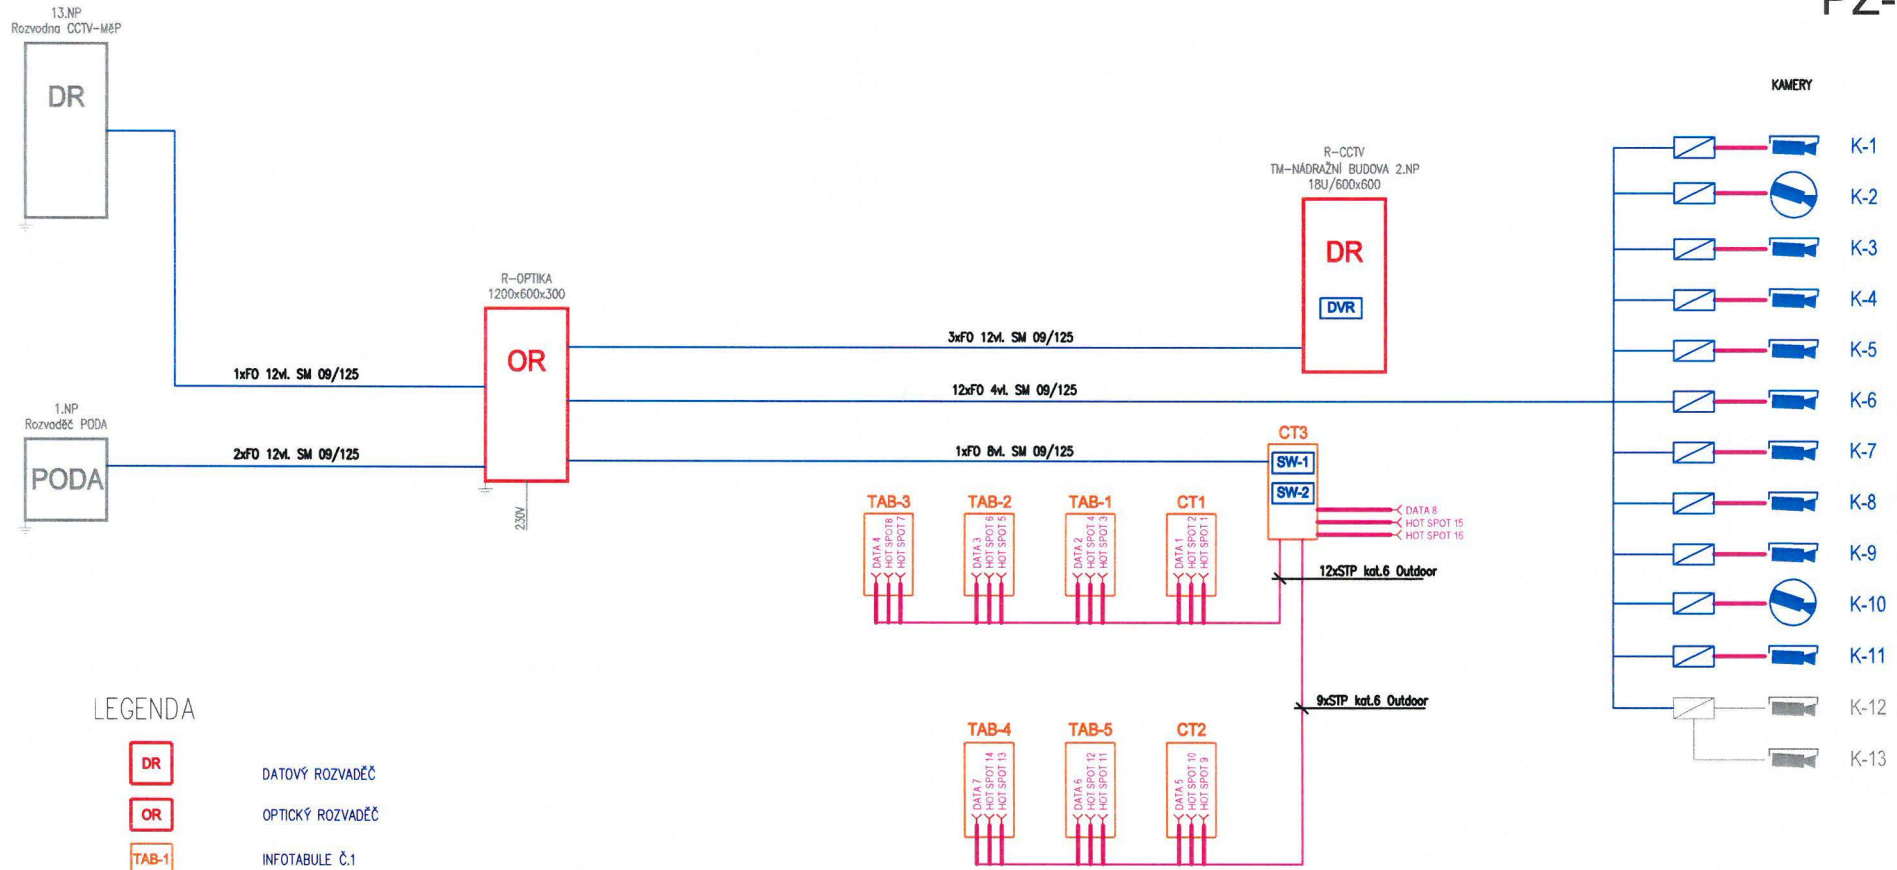 PZ-
13.NP
Rozvodna CCTV-MěP
DR
KAMERY
R-CCTV
TM-NÁDRAŽNÍ BUDOVA 2.NP
18U/600x600
DR
DVR
R-OPTIKA
1200x600x300
OR
230V
1xFO 12vl. SM 09/125
3xFO 12vl. SM 09/125
12xFO 4vl. SM 09/125
1.NP
Rozvaděč PODA
PODA
2xFO 12vl. SM 09/125
1xFO 8vl. SM 09/125
CT3
SW-1
SW-2
DATA 8
HOT SPOT 15
HOT SPOT 16
TAB-3
DATA 4
HOT SPOT8
HOT SPOT 7
TAB-2
DATA 3
HOT SPOT 6
HOT SPOT 5
TAB-1
DATA 2
HOT SPOT 4
HOT SPOT 3
CT1
DATA 1
HOT SPOT 2
HOT SPOT 1
12xSTP kat.6 Outdoor
9xSTP kat.6 Outdoor
TAB-4
DATA 7
HOT SPOT 14
HOT SPOT 13
TAB-5
DATA 6
HOT SPOT 12
HOT SPOT 11
CT2
DATA 5
HOT SPOT 10
HOT SPOT 9
K-1
K-2
K-3
K-4
K-5
K-6
K-7
K-8
K-9
K-10
K-11
K-12
K-13
LEGENDA
DR
DATOVÝ ROZVADĚČ
OR
OPTICKÝ ROZVADĚČ
TAB-1
INFOTABULE Č.1